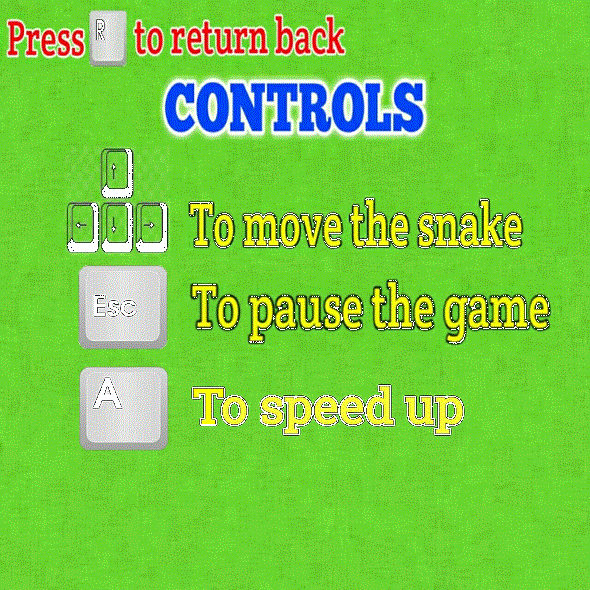 Press R to return back
CONTROLS
↑
← ↓ → To move the snake
Esc To pause the game
A To speed up